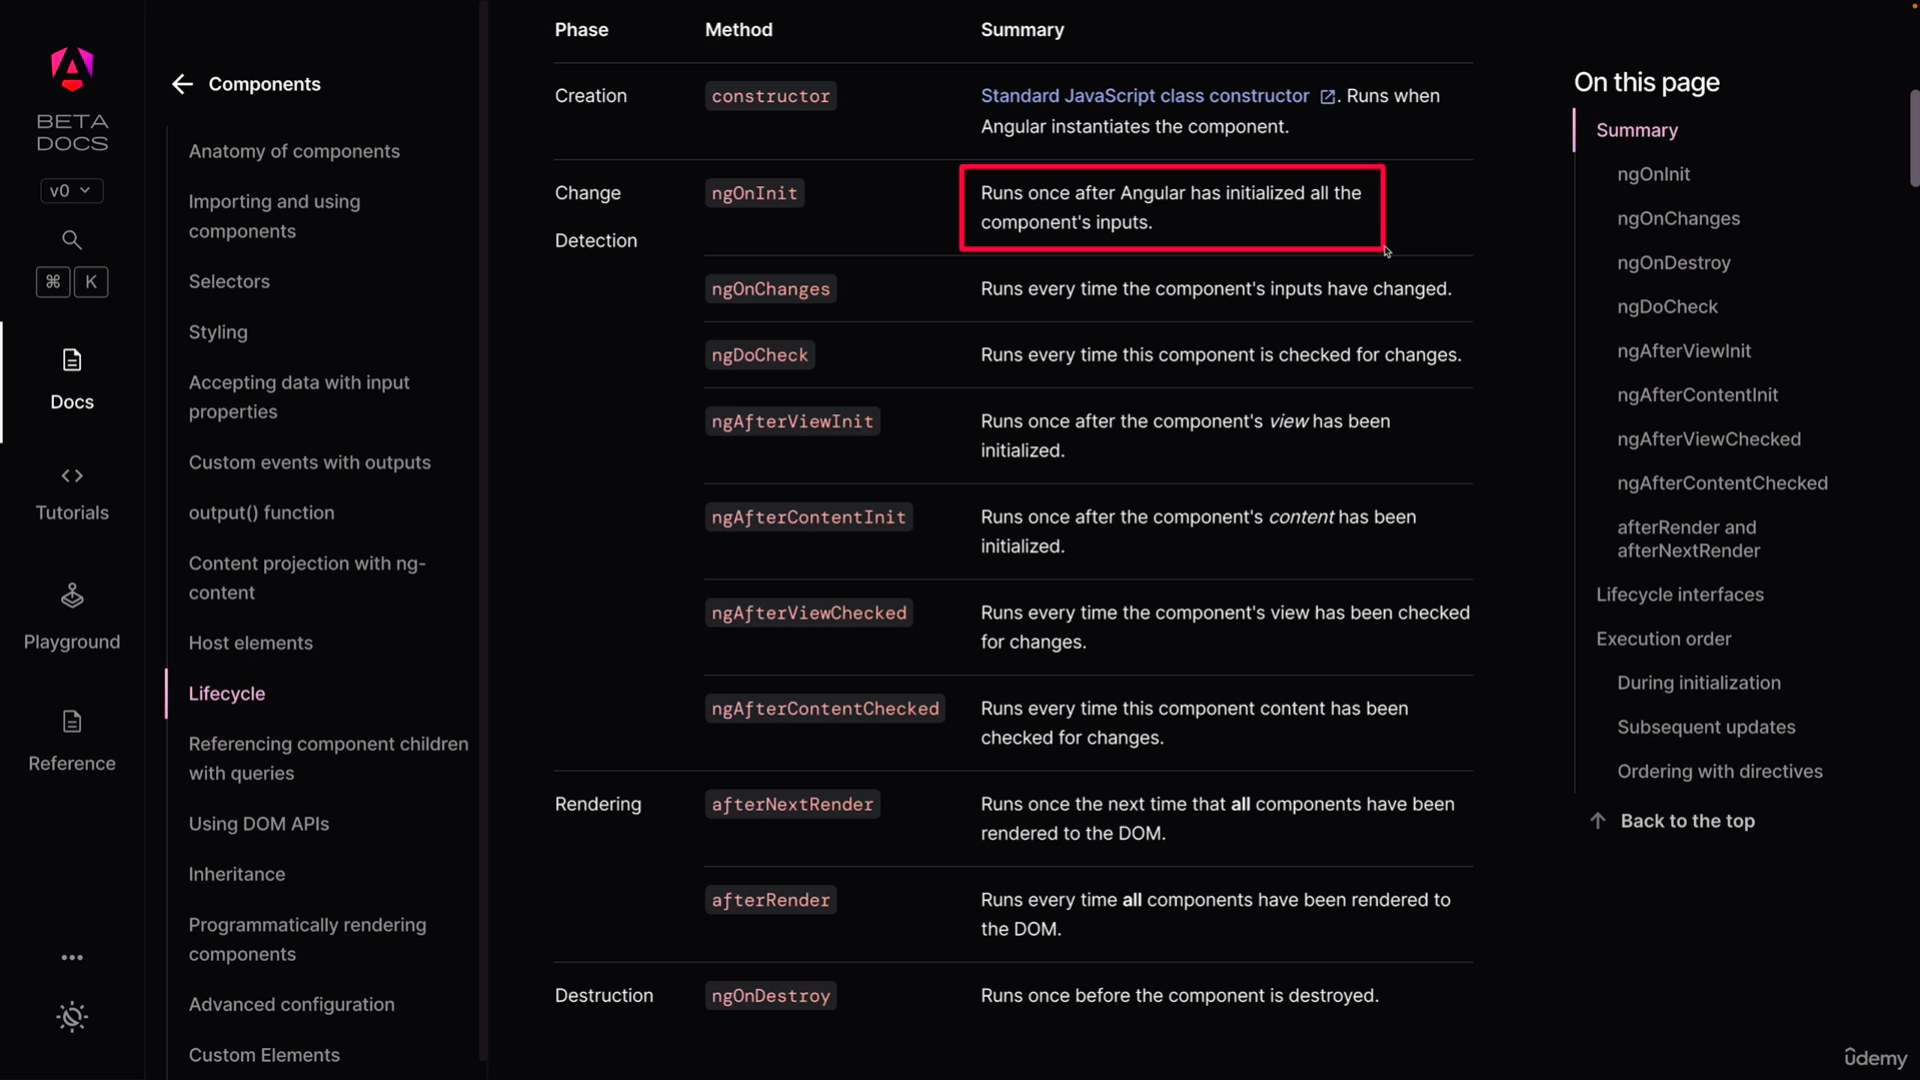 BETA
DOCS
v0
⌘ K
Docs
Tutorials
Playground
Reference
Components
Anatomy of components
Importing and using
components
Selectors
Styling
Accepting data with input
properties
Custom events with outputs
output() function
Content projection with ng-
content
Host elements
Lifecycle
Referencing component children
with queries
Using DOM APIs
Inheritance
Programmatically rendering
components
Advanced configuration
Custom Elements
Phase Method Summary
Creation constructor Standard JavaScript class constructor . Runs when
Angular instantiates the component.
Change ngOnInit Runs once after Angular has initialized all the
component's inputs.
Detection
ngOnChanges Runs every time the component's inputs have changed.
ngDoCheck Runs every time this component is checked for changes.
ngAfterViewInit Runs once after the component's view has been
initialized.
ngAfterContentInit Runs once after the component's content has been
initialized.
ngAfterViewChecked Runs every time the component's view has been checked
for changes.
ngAfterContentChecked Runs every time this component content has been
checked for changes.
Rendering afterNextRender Runs once the next time that all components have been
rendered to the DOM.
afterRender Runs every time all components have been rendered to
the DOM.
Destruction ngOnDestroy Runs once before the component is destroyed.
On this page
Summary
ngOnInit
ngOnChanges
ngOnDestroy
ngDoCheck
ngAfterViewInit
ngAfterContentInit
ngAfterViewChecked
ngAfterContentChecked
afterRender and
afterNextRender
Lifecycle interfaces
Execution order
During initialization
Subsequent updates
Ordering with directives
Back to the top
ûdemy